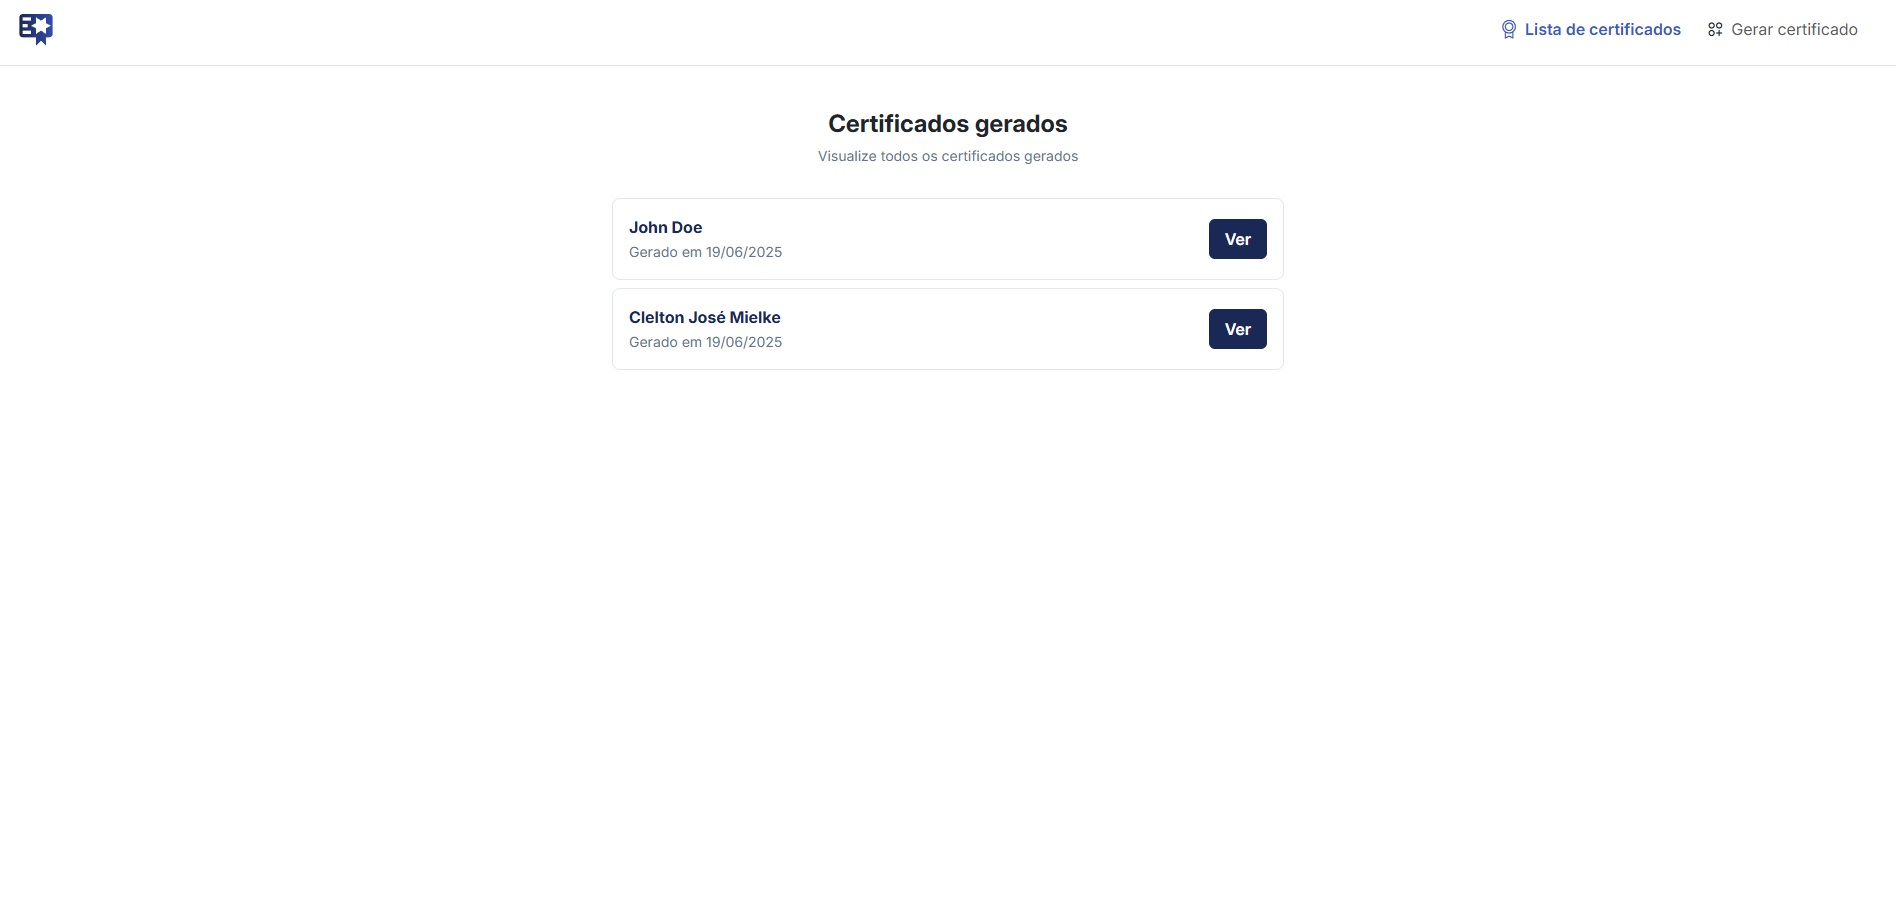 Lista de certificados
Gerar certificado
Certificados gerados
Visualize todos os certificados gerados
John Doe
Gerado em 19/06/2025
Ver
Clelton José Mielke
Gerado em 19/06/2025
Ver